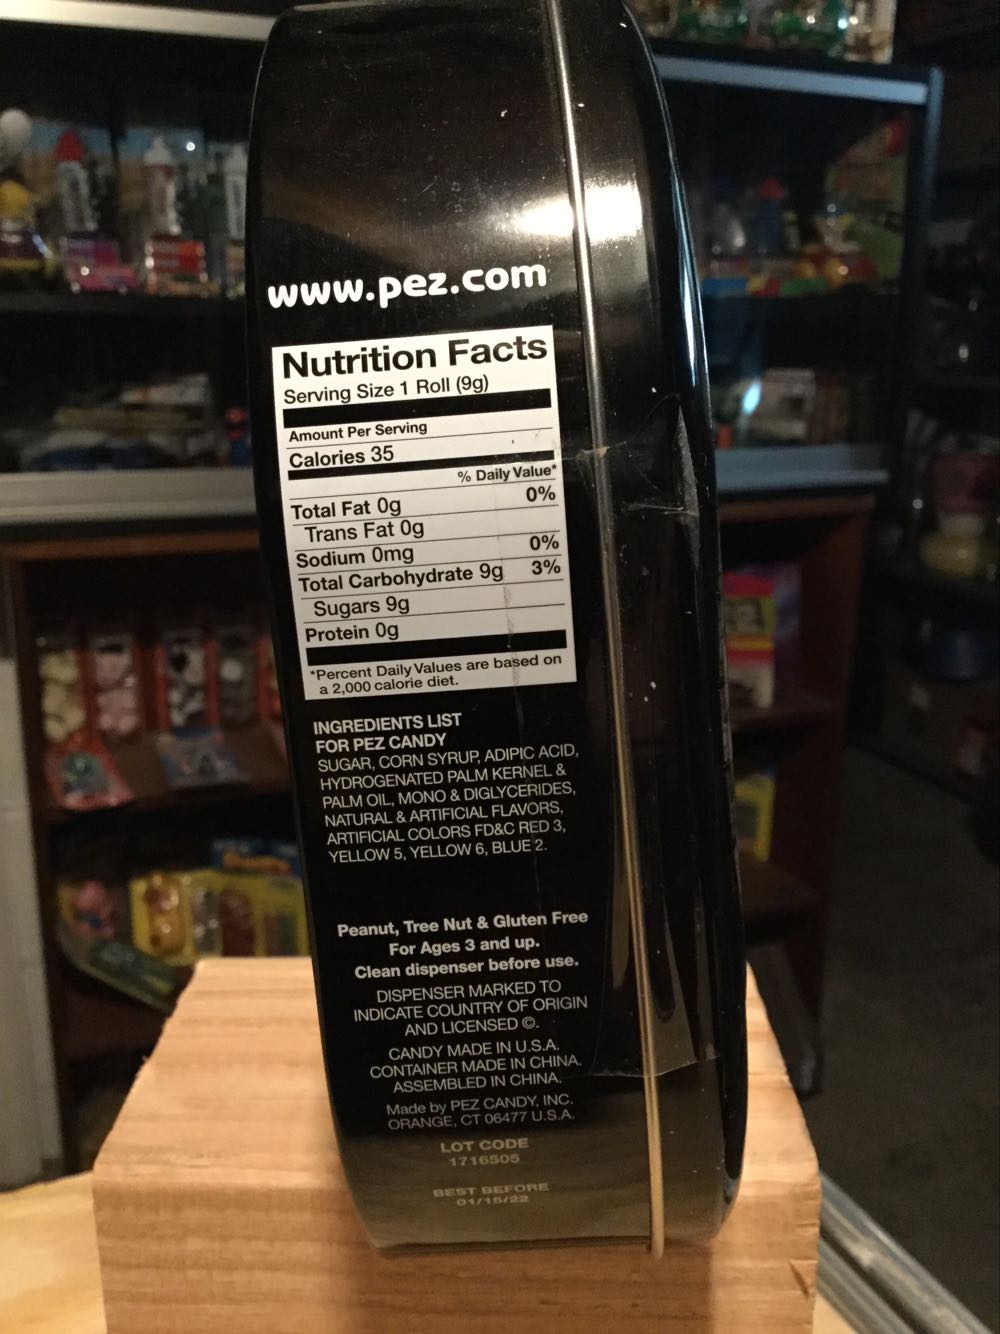 www.pez.com
Nutrition Facts
Serving Size 1 Roll (9g)
Amount Per Serving
Calories 35
% Daily Value*
Total Fat 0g 0%
Trans Fat 0g
Sodium 0mg 0%
Total Carbohydrate 9g 3%
Sugars 9g
Protein 0g
*Percent Daily Values are based on
a 2,000 calorie diet.
INGREDIENTS LIST
FOR PEZ CANDY
SUGAR, CORN SYRUP, ADIPIC ACID,
HYDROGENATED PALM KERNEL &
PALM OIL, MONO & DIGLYCERIDES,
NATURAL & ARTIFICIAL FLAVORS,
ARTIFICIAL COLORS FD&C RED 3,
YELLOW 5, YELLOW 6, BLUE 2.
Peanut, Tree Nut & Gluten Free
For Ages 3 and up.
Clean dispenser before use.
DISPENSER MARKED TO
INDICATE COUNTRY OF ORIGIN
AND LICENSED ©.
CANDY MADE IN U.S.A.
CONTAINER MADE IN CHINA.
ASSEMBLED IN CHINA.
Made by PEZ CANDY, INC.
ORANGE, CT 06477 U.S.A.
LOT CODE
1716505
BEST BEFORE
01/15/22